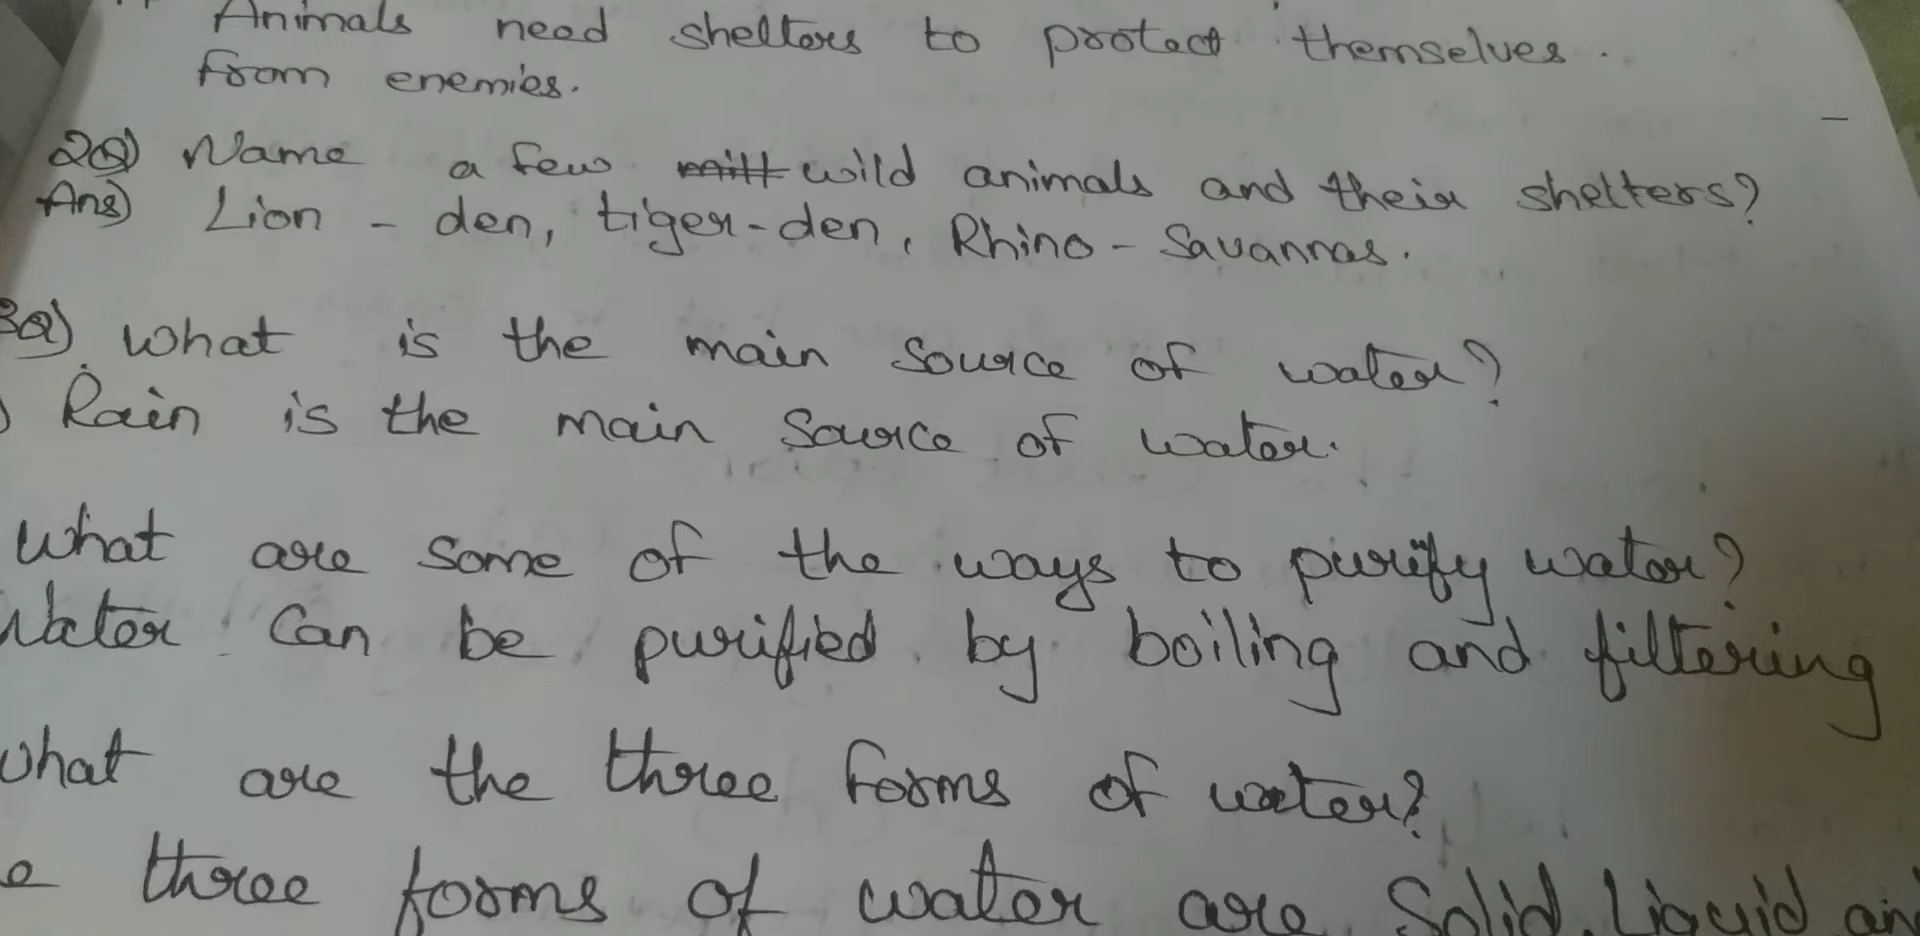 Animals need shelters to protect themselves.
from enemies.
2Q) Name a few wild animals and their shelters?
Ans) Lion - den, tiger-den, Rhino - Savannas.
3Q) What is the main source of water?
Rain is the main source of water.
What are some of the ways to purify water?
Water can be purified by boiling and filtering
What are the three forms of water?
three forms of water are Solid, Liquid an